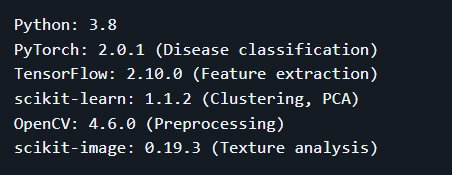 Python: 3.8
PyTorch: 2.0.1 (Disease classification)
TensorFlow: 2.10.0 (Feature extraction)
scikit-learn: 1.1.2 (Clustering, PCA)
OpenCV: 4.6.0 (Preprocessing)
scikit-image: 0.19.3 (Texture analysis)